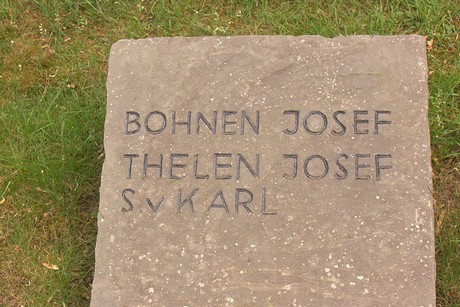 BOHNEN JOSEF
THELEN JOSEF
S.v KARL